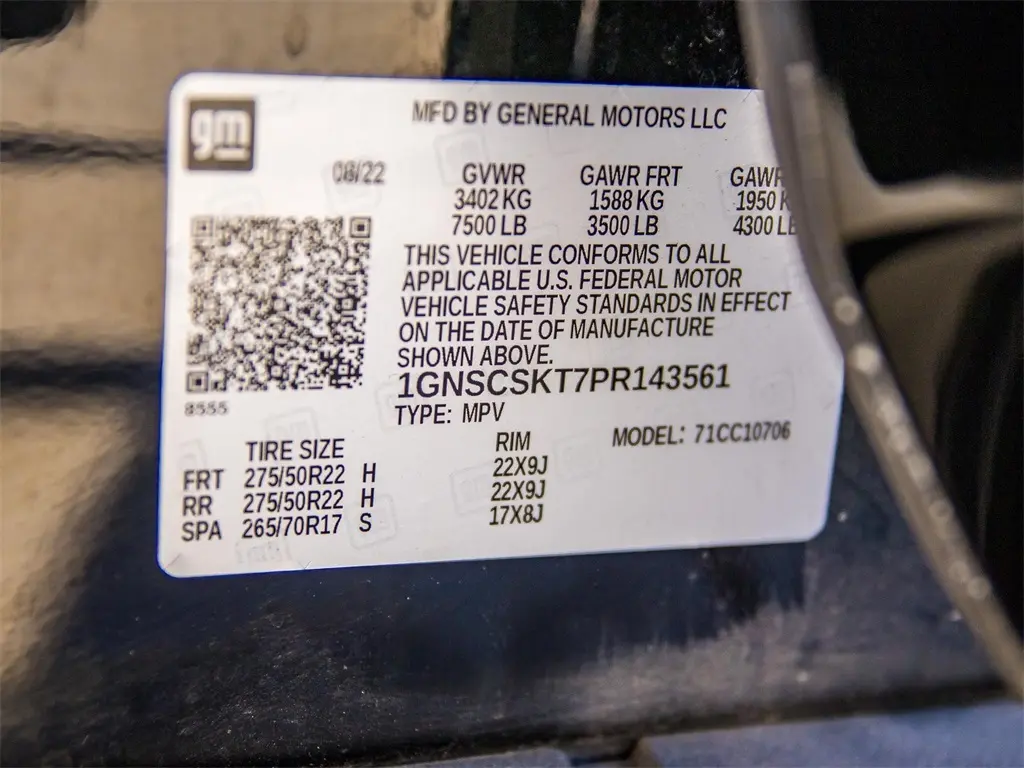 gm
MFD BY GENERAL MOTORS LLC
08/22 GVWR GAWR FRT GAWR
3402 KG 1588 KG 1950 K
7500 LB 3500 LB 4300 LB
THIS VEHICLE CONFORMS TO ALL
APPLICABLE U.S. FEDERAL MOTOR
VEHICLE SAFETY STANDARDS IN EFFECT
ON THE DATE OF MANUFACTURE
SHOWN ABOVE.
1GNSCSKT7PR143561
8555
TYPE: MPV
TIRE SIZE RIM MODEL: 71CC10706
FRT 275/50R22 H 22X9J
RR 275/50R22 H 22X9J
SPA 265/70R17 S 17X8J